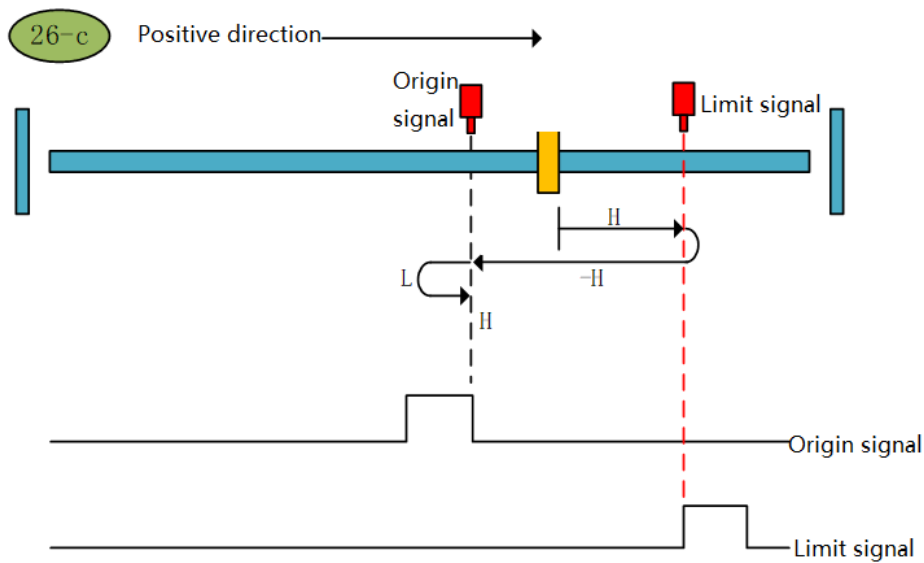 26-c
Positive direction
Origin
signal
Limit signal
H
-H
L
H
Origin signal
Limit signal